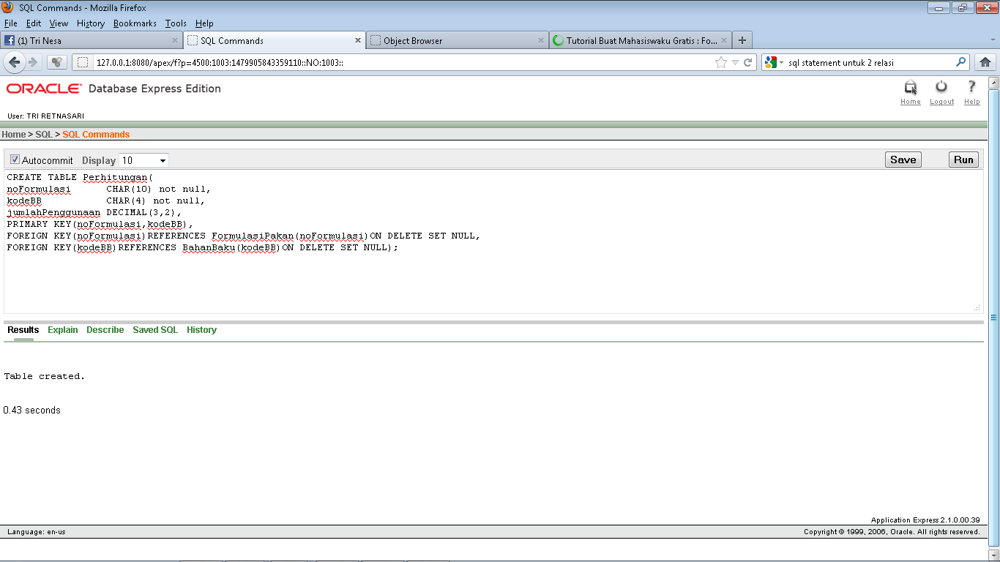 SQL Commands - Mozilla Firefox
File Edit View History Bookmarks Tools Help
(1) Tri Nesa × SQL Commands × Object Browser × Tutorial Buat Mahasiswaku Gratis : Fo... × +
127.0.0.1:8080/apex/f?p=4500:1003:1479905843359110::NO:1003:: sql statement untuk 2 relasi
ORACLE Database Express Edition
Home Logout Help
User: TRI RETNASARI
Home > SQL > SQL Commands
Autocommit Display 10 Save Run
CREATE TABLE Perhitungan(
noFormulasi CHAR(10) not null,
kodeBB CHAR(4) not null,
jumlahPenggunaan DECIMAL(3,2),
PRIMARY KEY(noFormulasi,kodeBB),
FOREIGN KEY(noFormulasi)REFERENCES FormulasiPakan(noFormulasi)ON DELETE SET NULL,
FOREIGN KEY(kodeBB)REFERENCES BahanBaku(kodeBB)ON DELETE SET NULL);
Results Explain Describe Saved SQL History
Table created.
0.43 seconds
Application Express 2.1.0.00.39
Language: en-us Copyright © 1999, 2006, Oracle. All rights reserved.